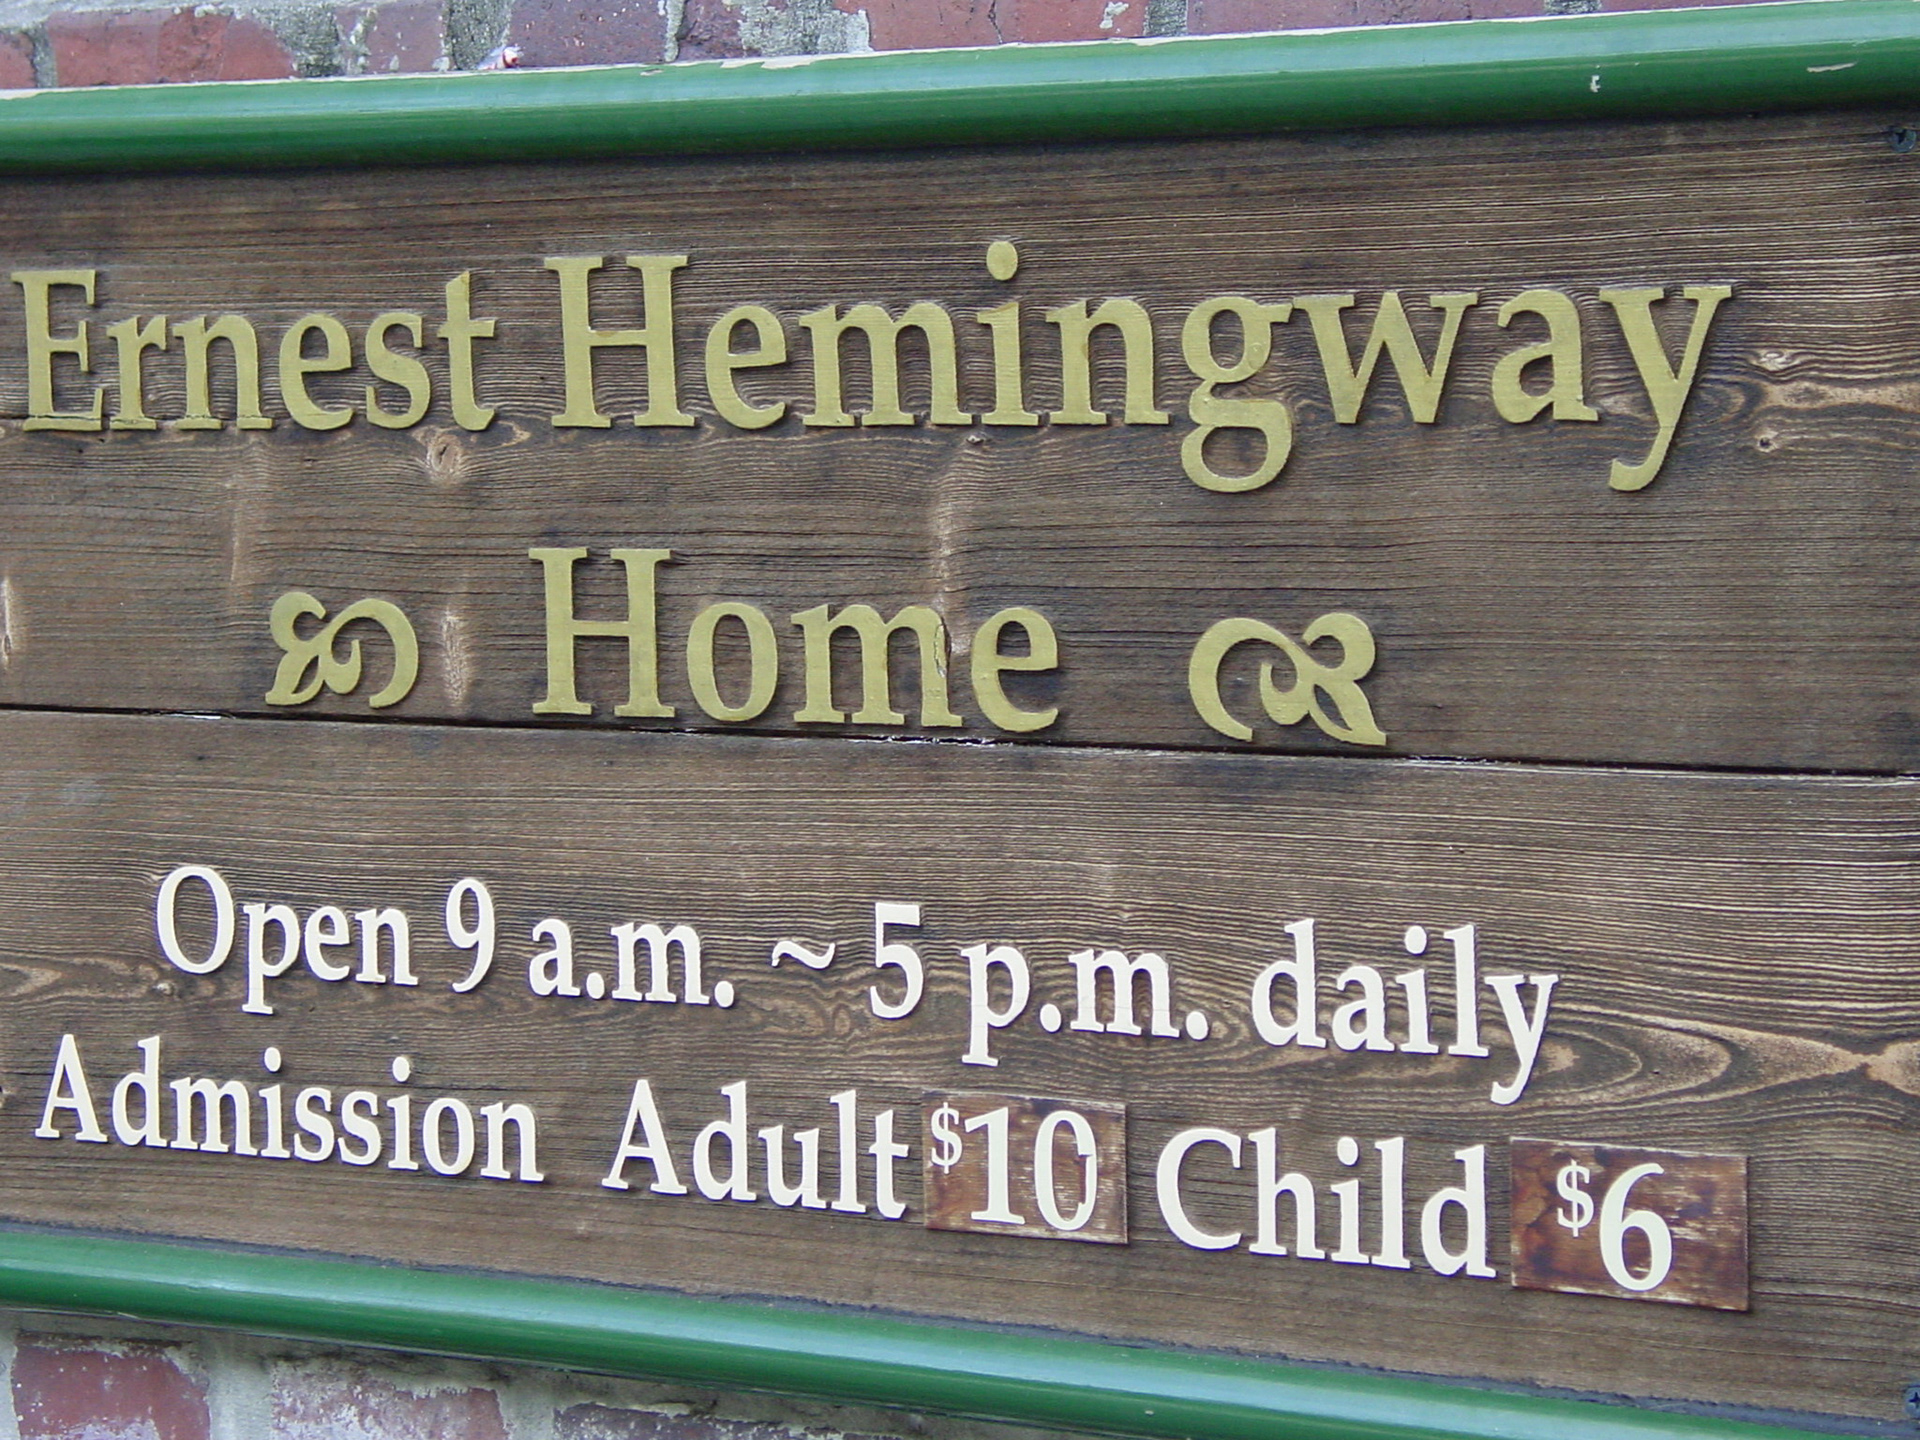 Ernest Hemingway
Home
Open 9 a.m. ~ 5 p.m. daily
Admission Adult $10 Child $6